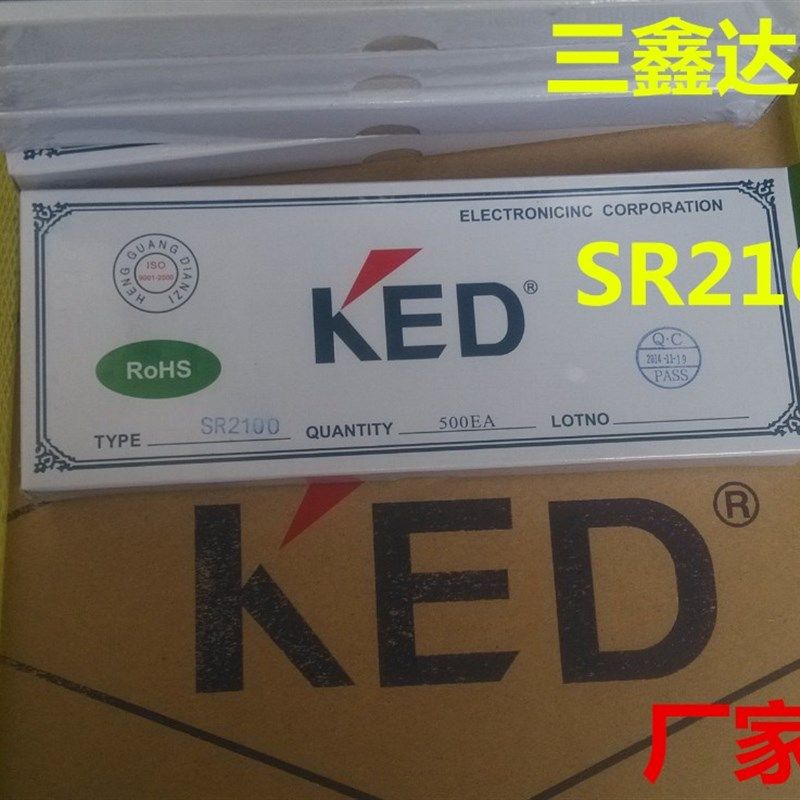 三鑫达
ELECTRONICINC CORPORATION
HENG GUANG DIANZI
ISO
9001-2000
KED®
SR210
RoHS
Q·C
2014-11-19
PASS
TYPE SR2100 QUANTITY 500EA LOTNO
KED®
厂家